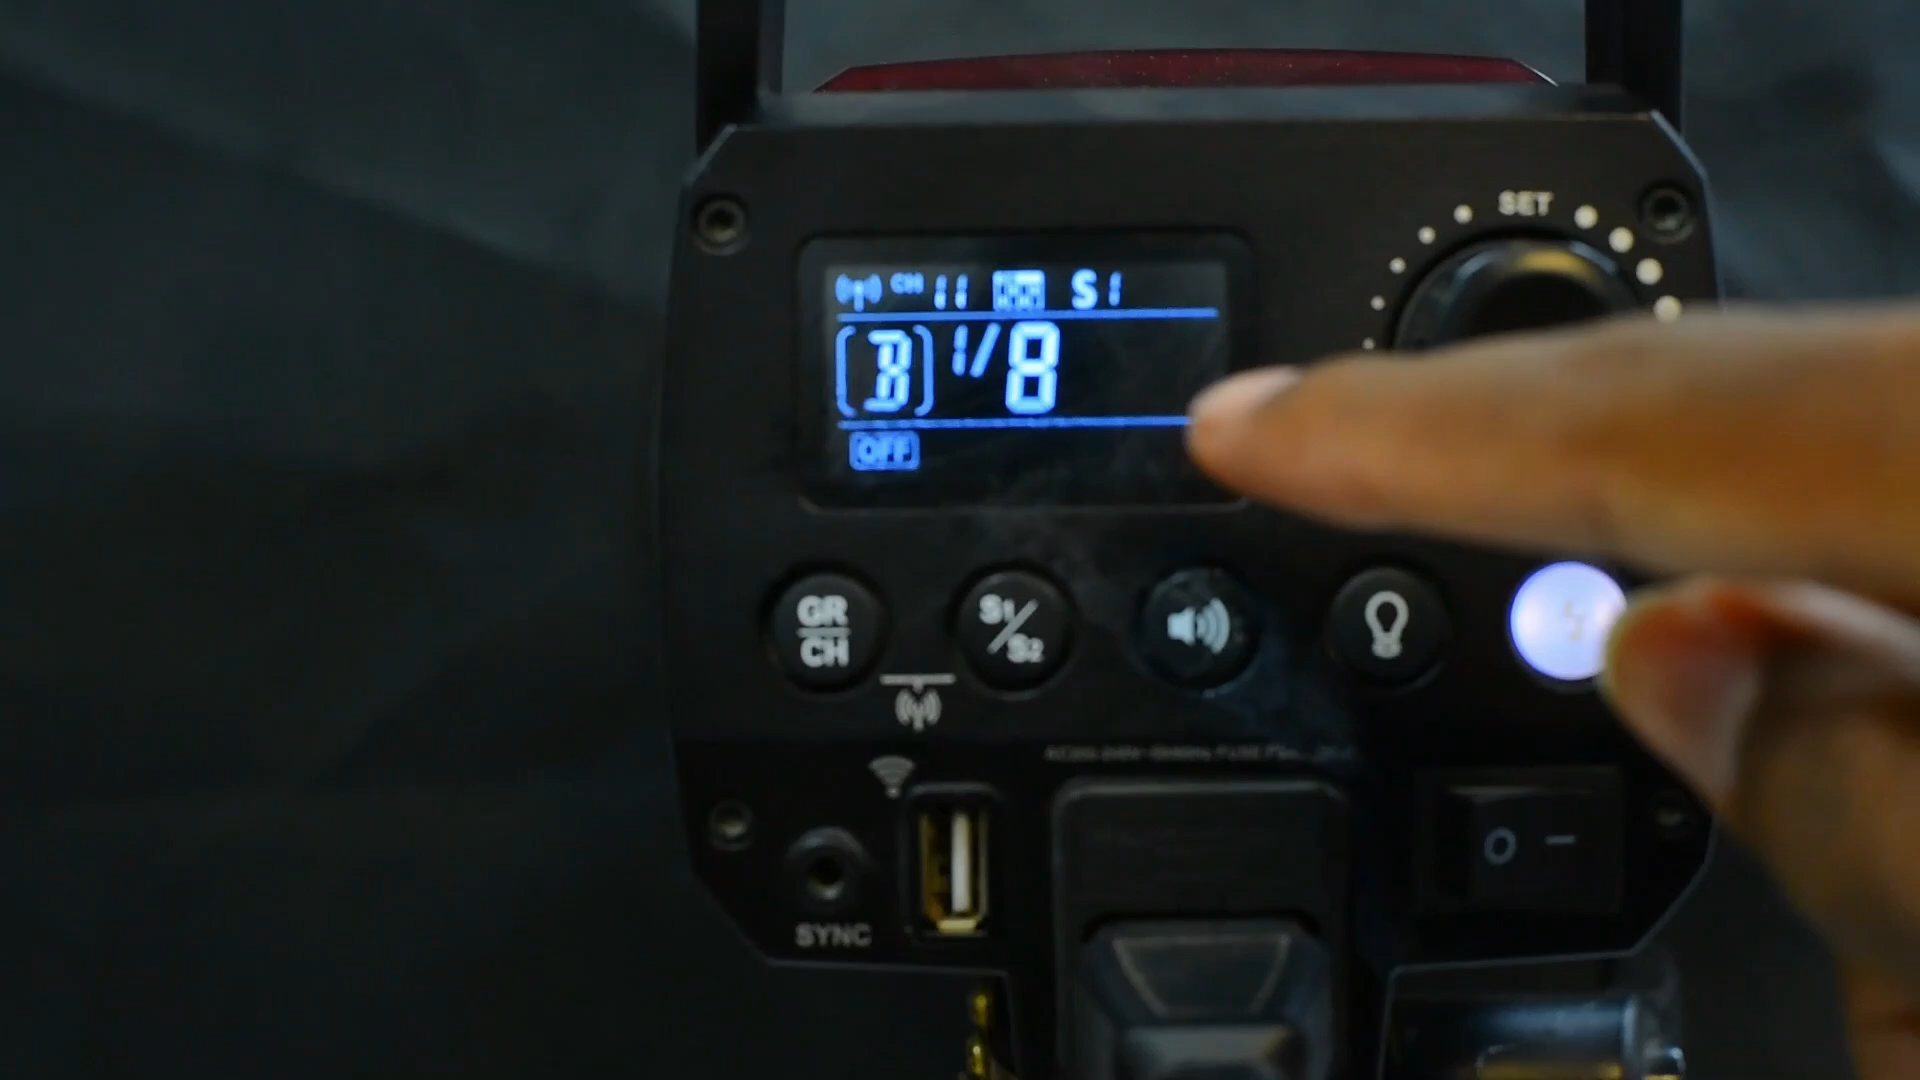 SET
CH 11 S1
[B] 1/8
OFF
GR
CH
S1/S2
SYNC
O –